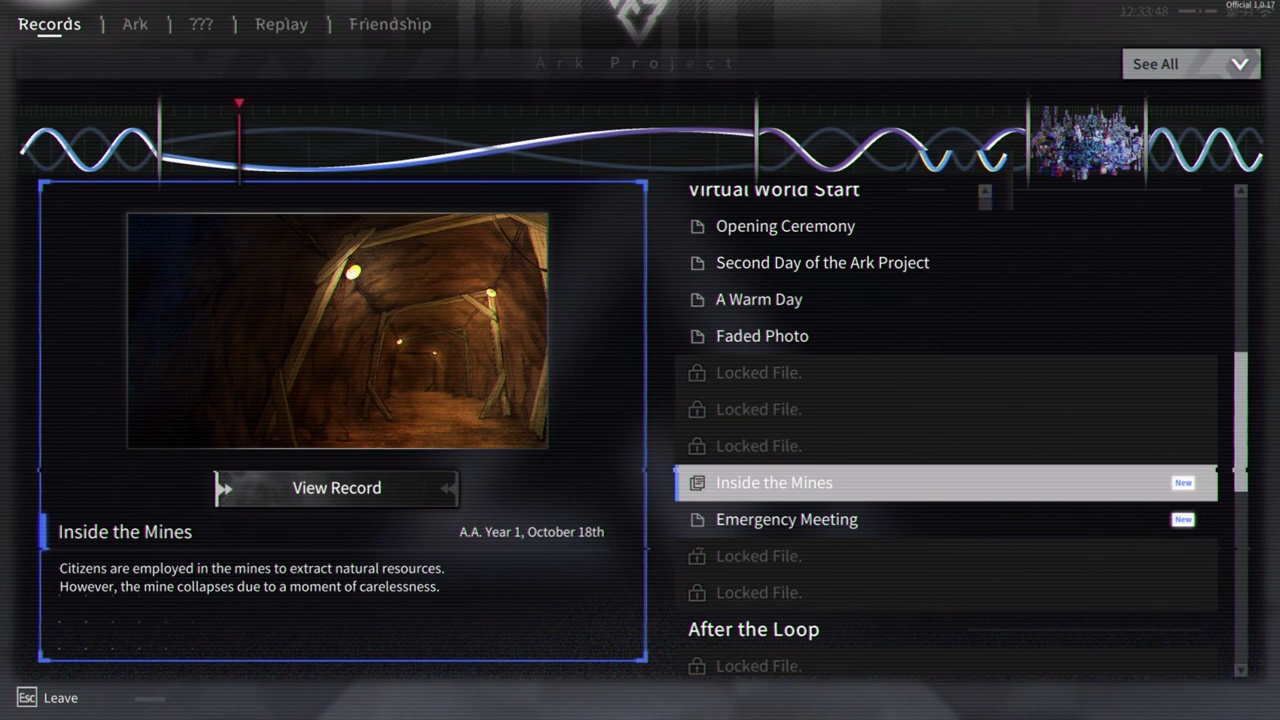 Official 1.0.17
Records | Ark | ??? | Replay | Friendship
12:33:48
Ark Project
See All
Virtual World Start
Opening Ceremony
Second Day of the Ark Project
A Warm Day
Faded Photo
Locked File.
Locked File.
Locked File.
Inside the Mines New
Emergency Meeting New
Locked File.
Locked File.
After the Loop
Locked File.
View Record
Inside the Mines A.A. Year 1, October 18th
Citizens are employed in the mines to extract natural resources.
However, the mine collapses due to a moment of carelessness.
Esc Leave